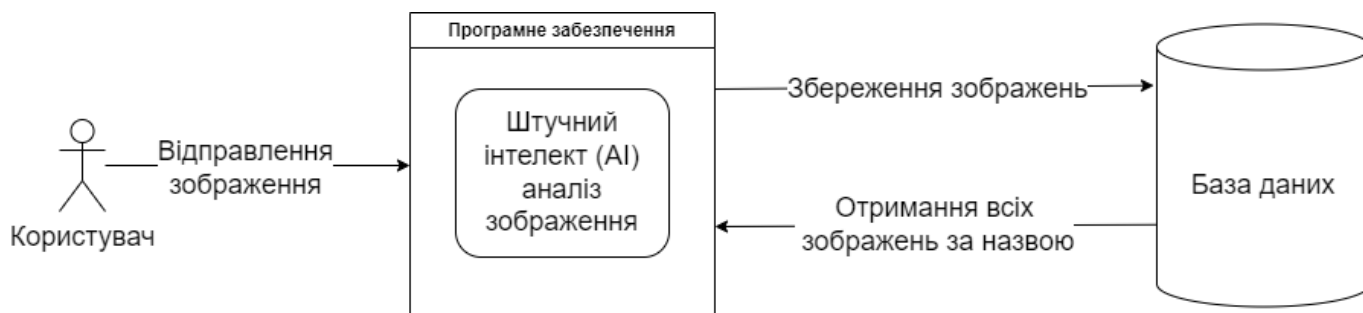 Програмне забезпечення
Штучний
інтелект (AI)
аналіз
зображення
Відправлення
зображення
Користувач
Збереження зображень
Отримання всіх
зображень за назвою
База даних